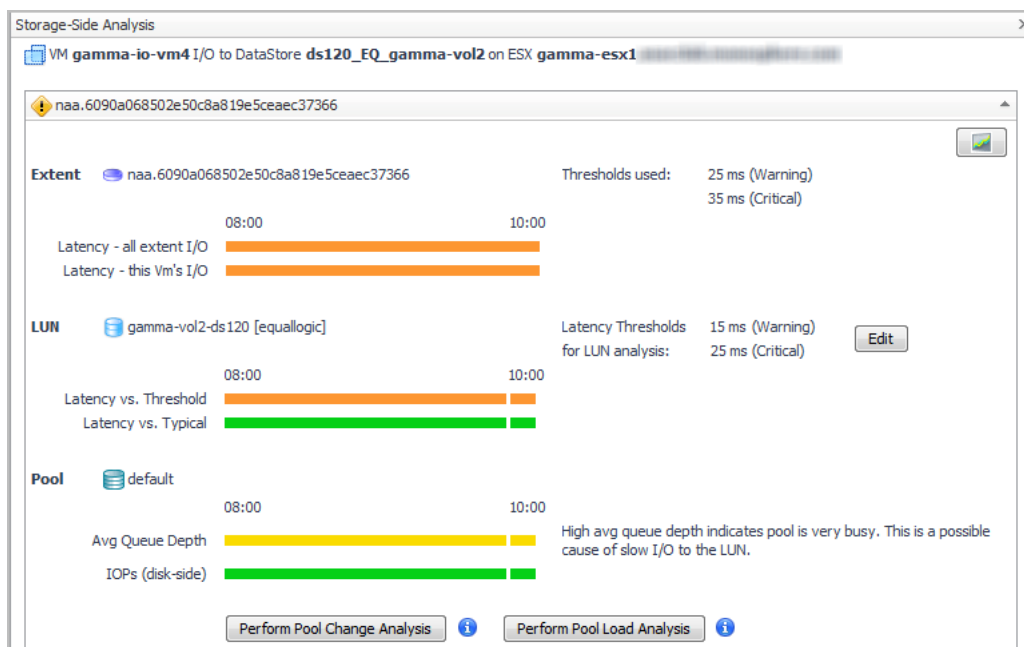 Storage-Side Analysis
VM gamma-io-vm4 I/O to DataStore ds120_EQ_gamma-vol2 on ESX gamma-esx1
naa.6090a068502e50c8a819e5ceaec37366
Extent naa.6090a068502e50c8a819e5ceaec37366 Thresholds used: 25 ms (Warning)
35 ms (Critical)
08:00 10:00
Latency - all extent I/O
Latency - this Vm's I/O
LUN gamma-vol2-ds120 [equallogic] Latency Thresholds 15 ms (Warning)
for LUN analysis: 25 ms (Critical) Edit
08:00 10:00
Latency vs. Threshold
Latency vs. Typical
Pool default
08:00 10:00
Avg Queue Depth High avg queue depth indicates pool is very busy. This is a possible
cause of slow I/O to the LUN.
IOPs (disk-side)
Perform Pool Change Analysis Perform Pool Load Analysis